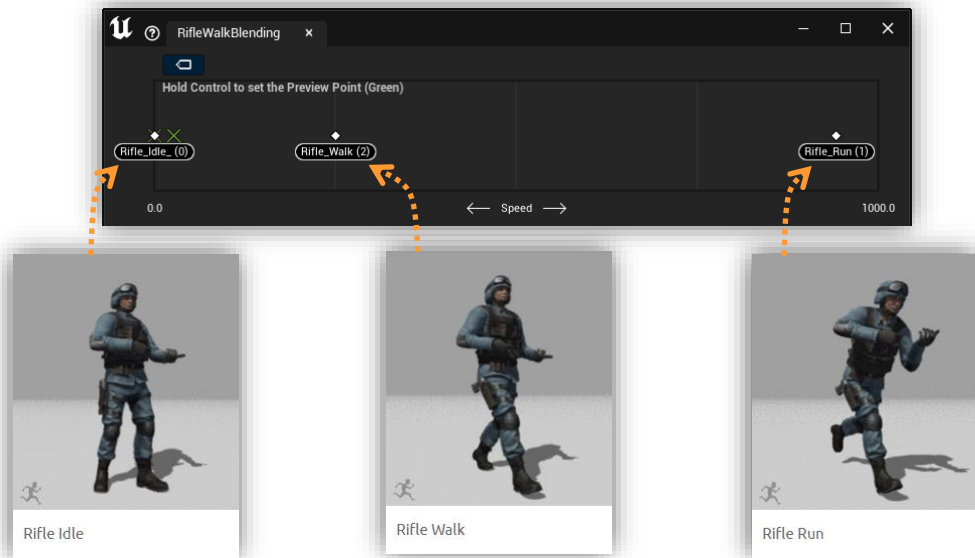 RifleWalkBlending
Hold Control to set the Preview Point (Green)
Rifle_Idle_ (0)
Rifle_Walk (2)
Rifle_Run (1)
0.0
Speed
1000.0
Rifle Idle
Rifle Walk
Rifle Run